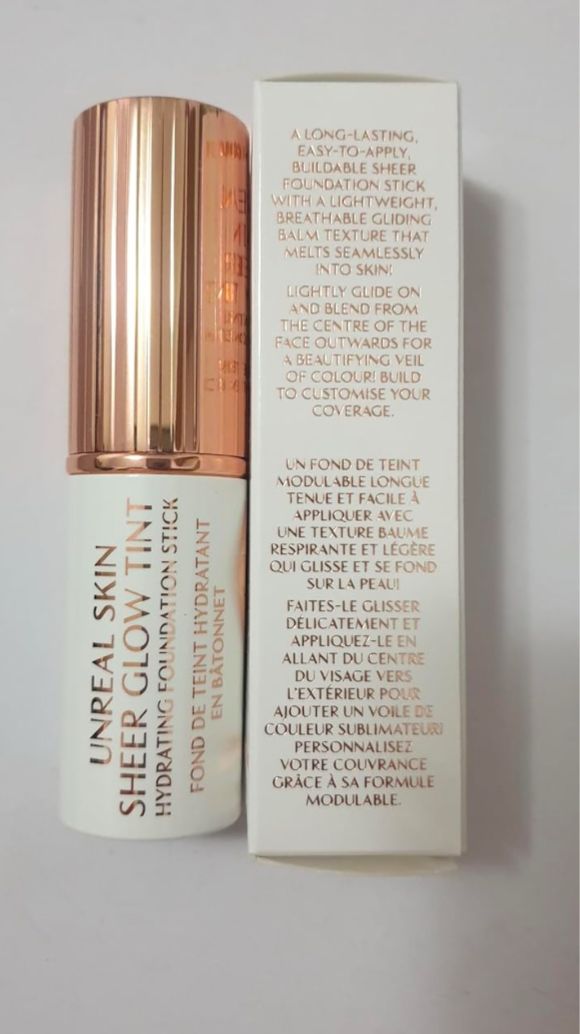 UNREAL SKIN
SHEER GLOW TINT
HYDRATING FOUNDATION STICK
FOND DE TEINT HYDRATANT
EN BÂTONNET
A LONG-LASTING,
EASY-TO-APPLY,
BUILDABLE SHEER
FOUNDATION STICK
WITH A LIGHTWEIGHT,
BREATHABLE GLIDING
BALM TEXTURE THAT
MELTS SEAMLESSLY
INTO SKIN!
LIGHTLY GLIDE ON
AND BLEND FROM
THE CENTRE OF THE
FACE OUTWARDS FOR
A BEAUTIFYING VEIL
OF COLOUR! BUILD
TO CUSTOMISE YOUR
COVERAGE.
UN FOND DE TEINT
MODULABLE LONGUE
TENUE ET FACILE À
APPLIQUER AVEC
UNE TEXTURE BAUME
RESPIRANTE ET LÉGÈRE
QUI GLISSE ET SE FOND
SUR LA PEAU!
FAITES-LE GLISSER
DÉLICATEMENT ET
APPLIQUEZ-LE EN
ALLANT DU CENTRE
DU VISAGE VERS
L'EXTÉRIEUR POUR
AJOUTER UN VOILE DE
COULEUR SUBLIMATEUR!
PERSONNALISEZ
VOTRE COUVRANCE
GRÂCE À SA FORMULE
MODULABLE.